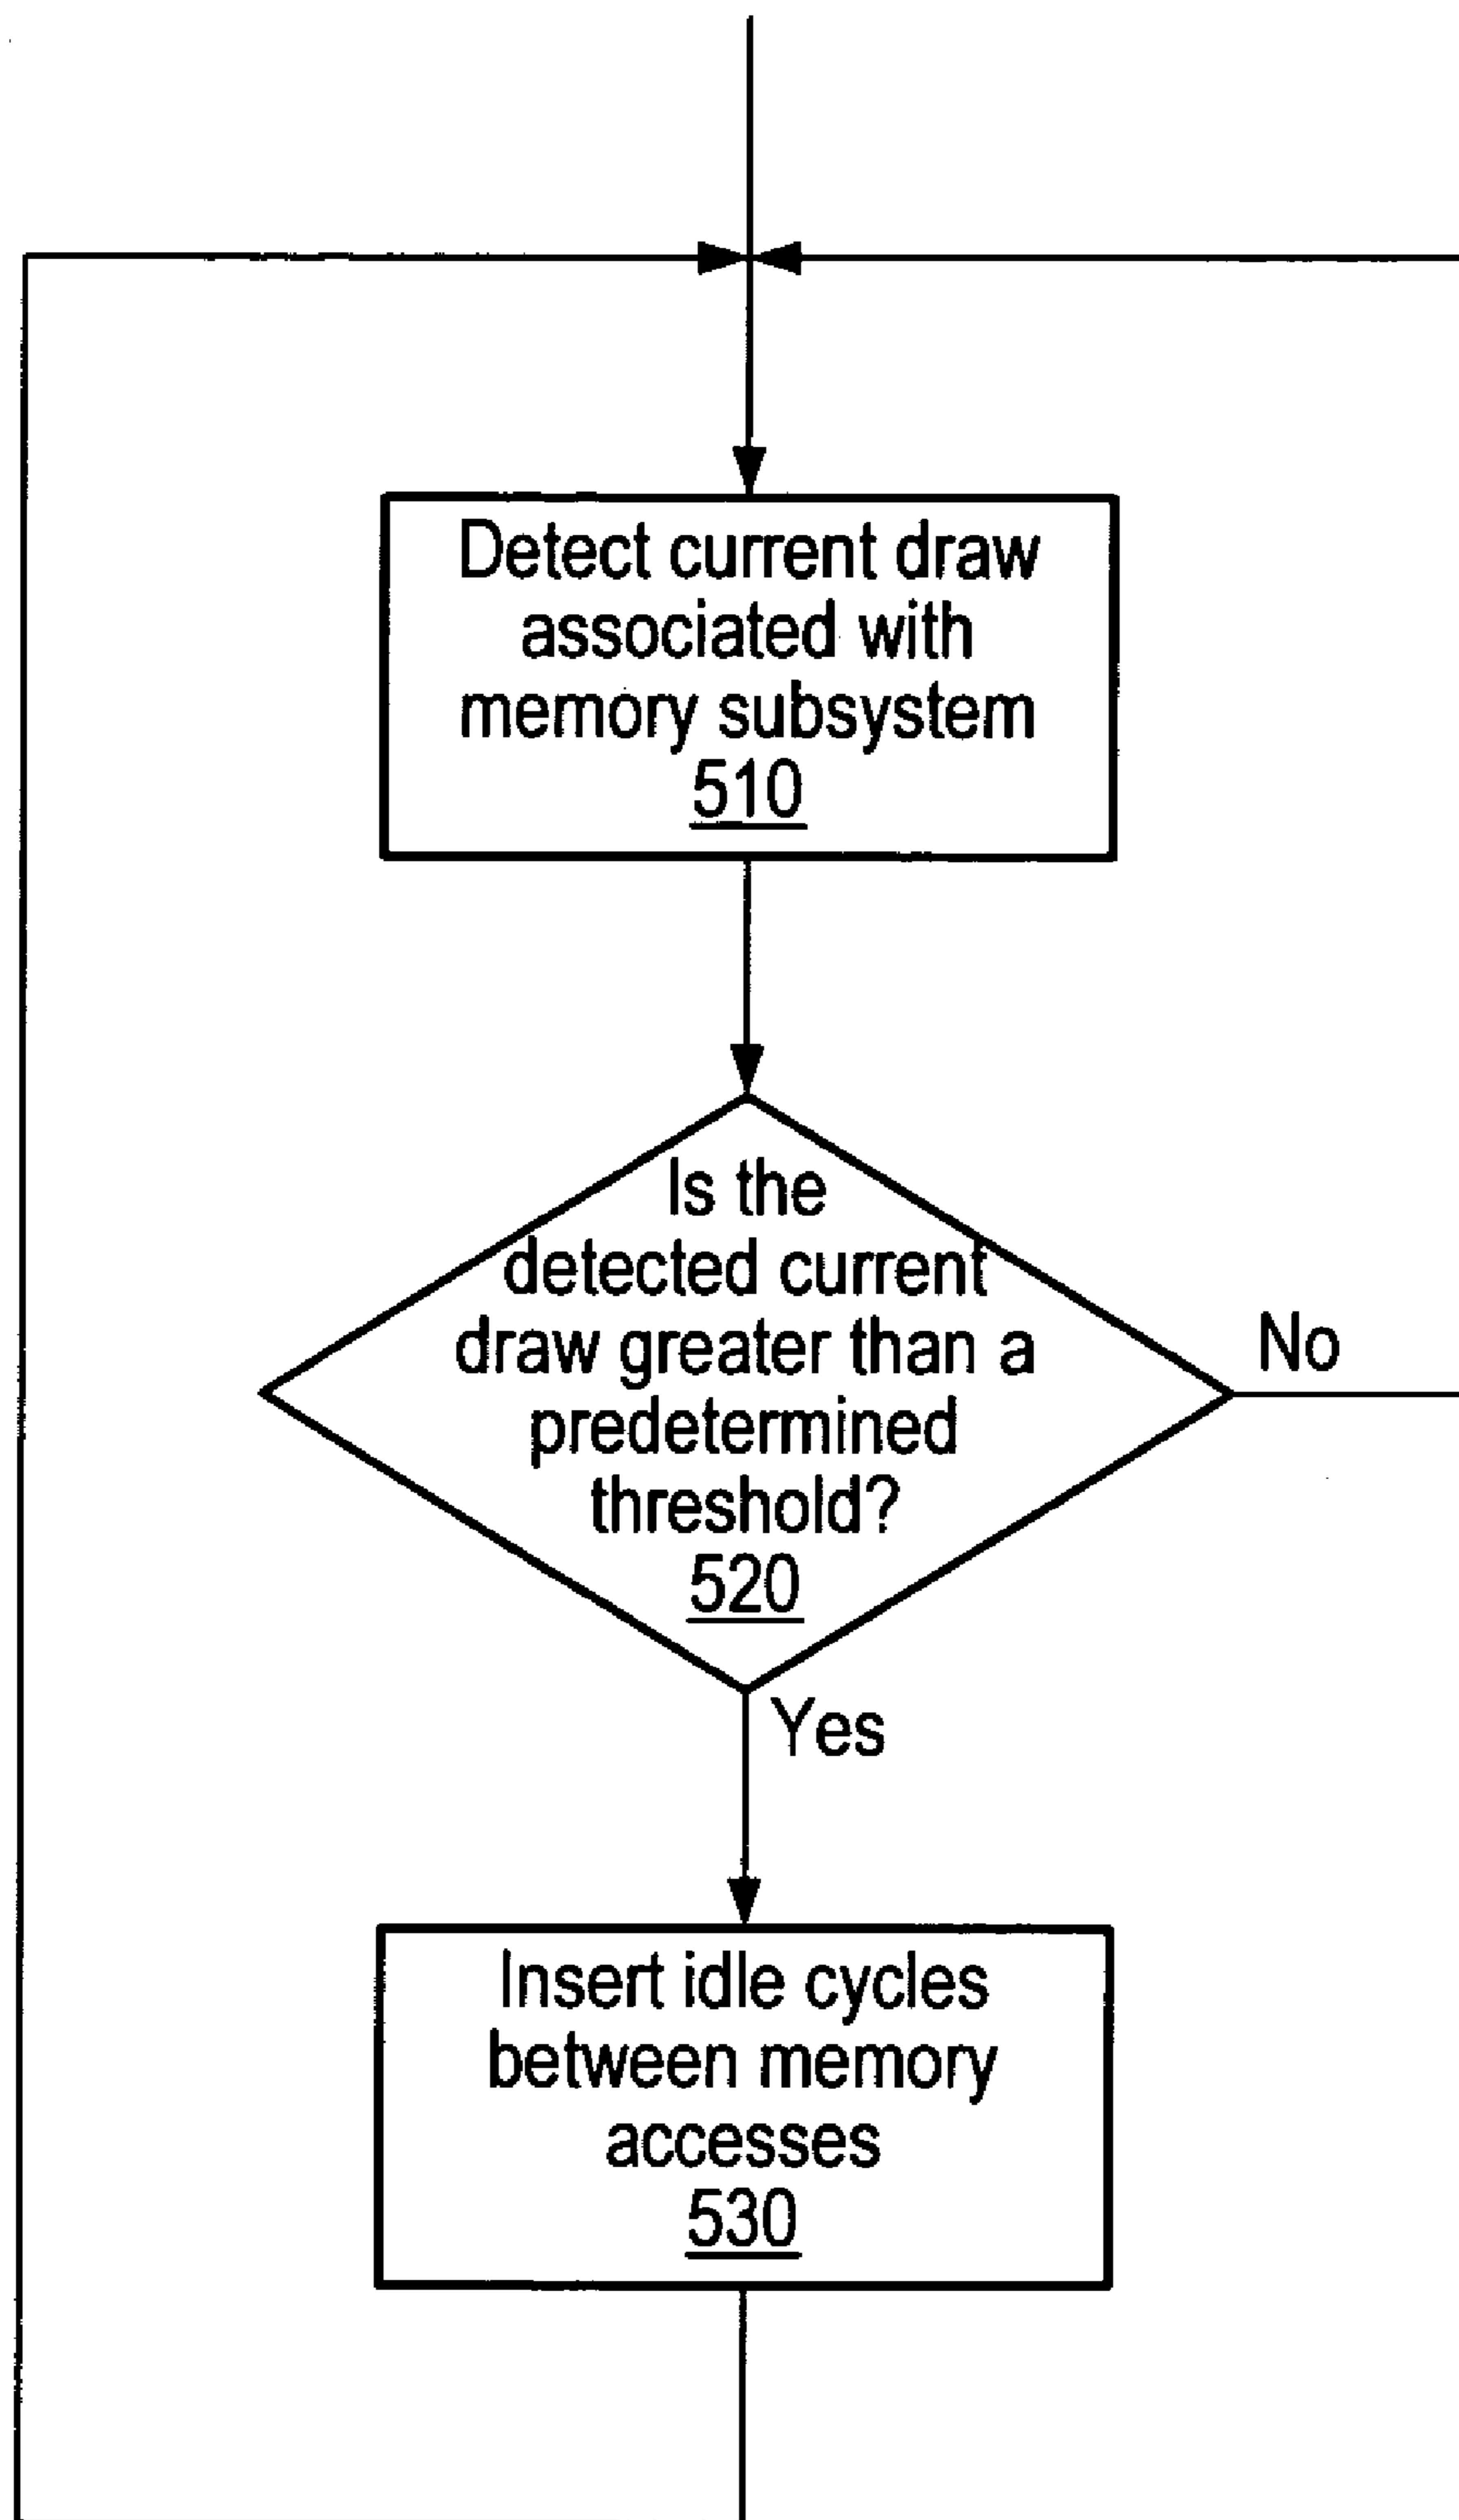 Detect current draw
associated with
memory subsystem
510
Is the
detected current
draw greater than a
predetermined
threshold?
520
No
Yes
Insert idle cycles
between memory
accesses
530